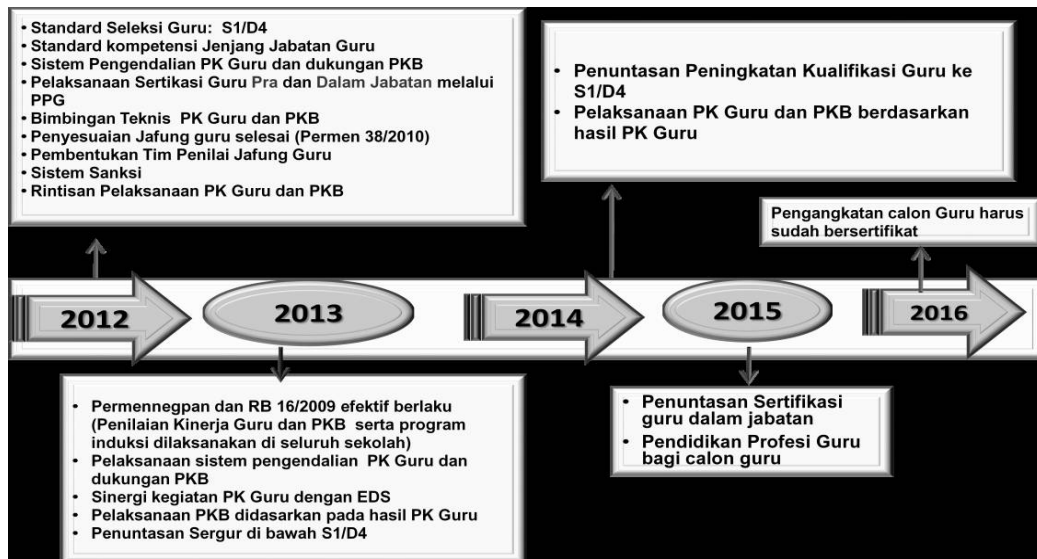 • Standard Seleksi Guru: S1/D4
• Standard kompetensi Jenjang Jabatan Guru
• Sistem Pengendalian PK Guru dan dukungan PKB
• Pelaksanaan Sertikasi Guru Pra dan Dalam Jabatan melalui
PPG
• Bimbingan Teknis PK Guru dan PKB
• Penyesuaian Jafung guru selesai (Permen 38/2010)
• Pembentukan Tim Penilai Jafung Guru
• Sistem Sanksi
• Rintisan Pelaksanaan PK Guru dan PKB
• Penuntasan Peningkatan Kualifikasi Guru ke
S1/D4
• Pelaksanaan PK Guru dan PKB berdasarkan
hasil PK Guru
Pengangkatan calon Guru harus
sudah bersertifikat
2012
2013
2014
2015
2016
• Permennegpan dan RB 16/2009 efektif berlaku
(Penilaian Kinerja Guru dan PKB serta program
induksi dilaksanakan di seluruh sekolah)
• Pelaksanaan sistem pengendalian PK Guru dan
dukungan PKB
• Sinergi kegiatan PK Guru dengan EDS
• Pelaksanaan PKB didasarkan pada hasil PK Guru
• Penuntasan Sergur di bawah S1/D4
• Penuntasan Sertifikasi
guru dalam jabatan
• Pendidikan Profesi Guru
bagi calon guru